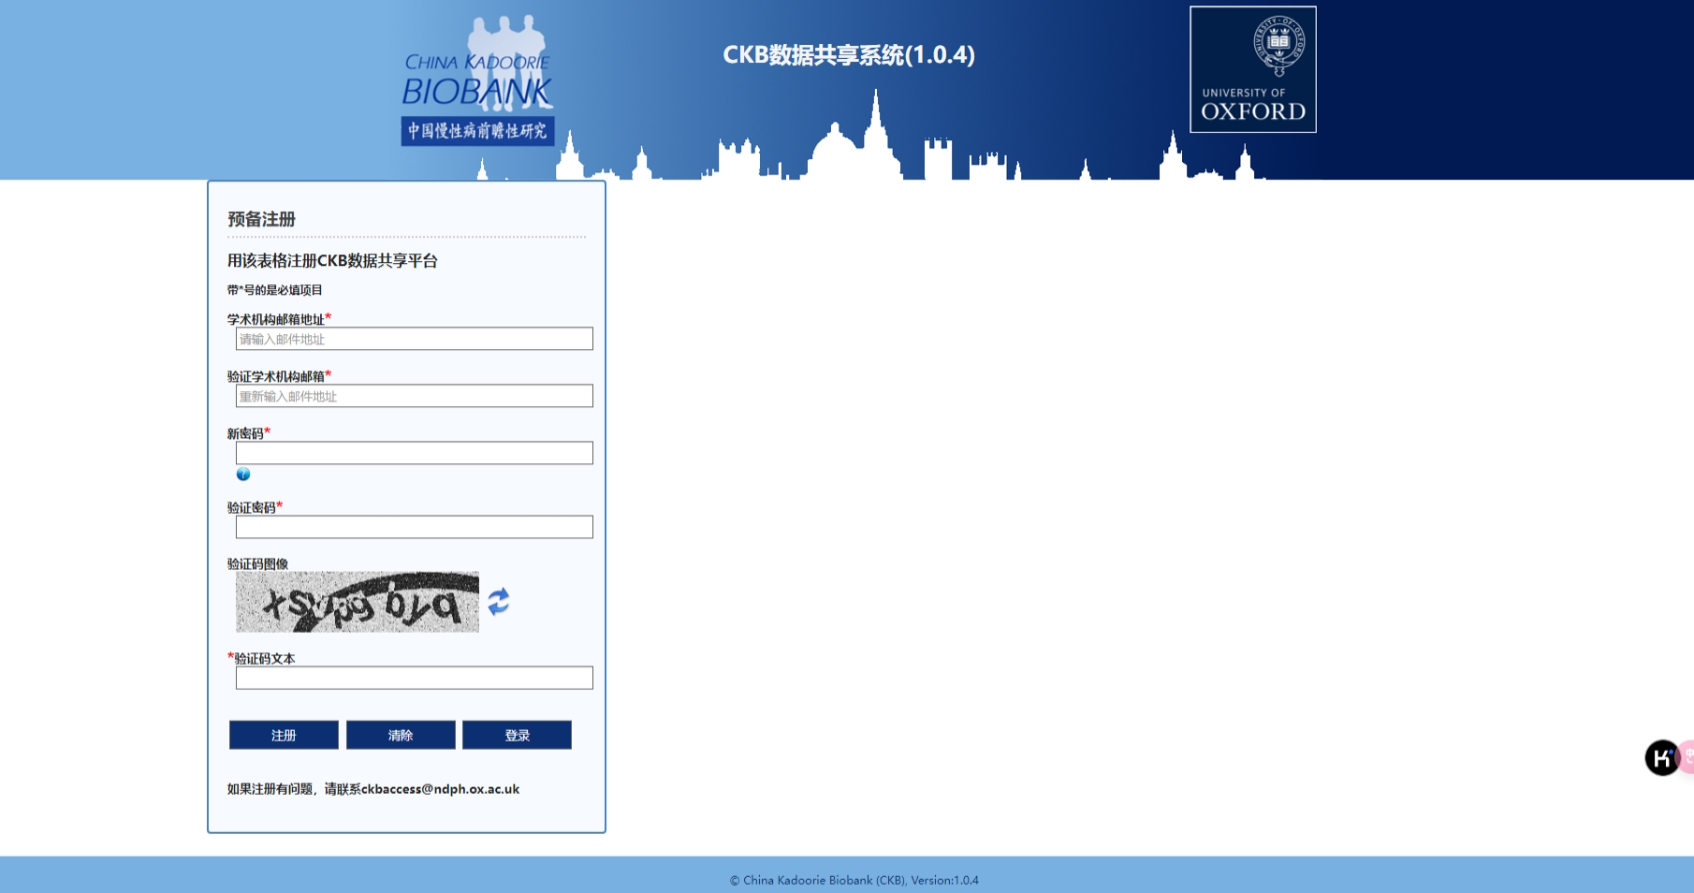 CHINA KADOORIE
BIOBANK
中国慢性病前瞻性研究
CKB数据共享系统(1.0.4)
UNIVERSITY OF
OXFORD
预备注册
用该表格注册CKB数据共享平台
带*号的是必填项目
学术机构邮箱地址*
请输入邮件地址
验证学术机构邮箱*
重新输入邮件地址
新密码*
?
验证密码*
验证码图像
*验证码文本
注册 清除 登录
如果注册有问题，请联系ckbaccess@ndph.ox.ac.uk
K
© China Kadoorie Biobank (CKB), Version:1.0.4